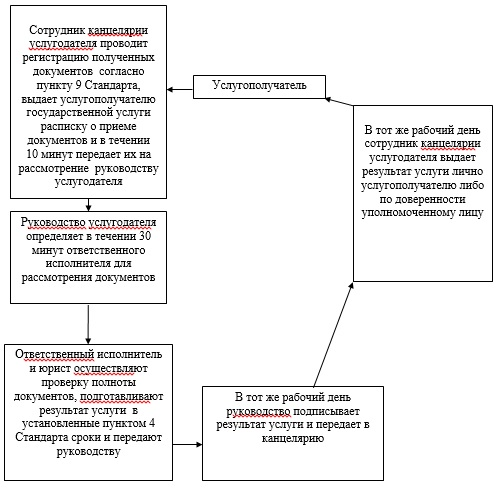 Сотрудник канцелярии
услугодателя проводит
регистрацию полученных
документов согласно
пункту 9 Стандарта,
выдает услугополучателю
государственной услуги
расписку о приеме
документов и в течении
10 минут передает их на
рассмотрение руководству
услугодателя
Услугополучатель
Руководство услугодателя
определяет в течении 30
минут ответственного
исполнителя для
рассмотрения документов
Ответственный исполнитель
и юрист осуществляют
проверку полноты
документов, подготавливают
результат услуги в
установленные пунктом 4
Стандарта сроки и передают
руководству
В тот же рабочий день
руководство подписывает
результат услуги и передает в
канцелярию
В тот же рабочий день
сотрудник канцелярии
услугодателя выдает
результат услуги лично
услугополучателю либо
по доверенности
уполномоченному лицу